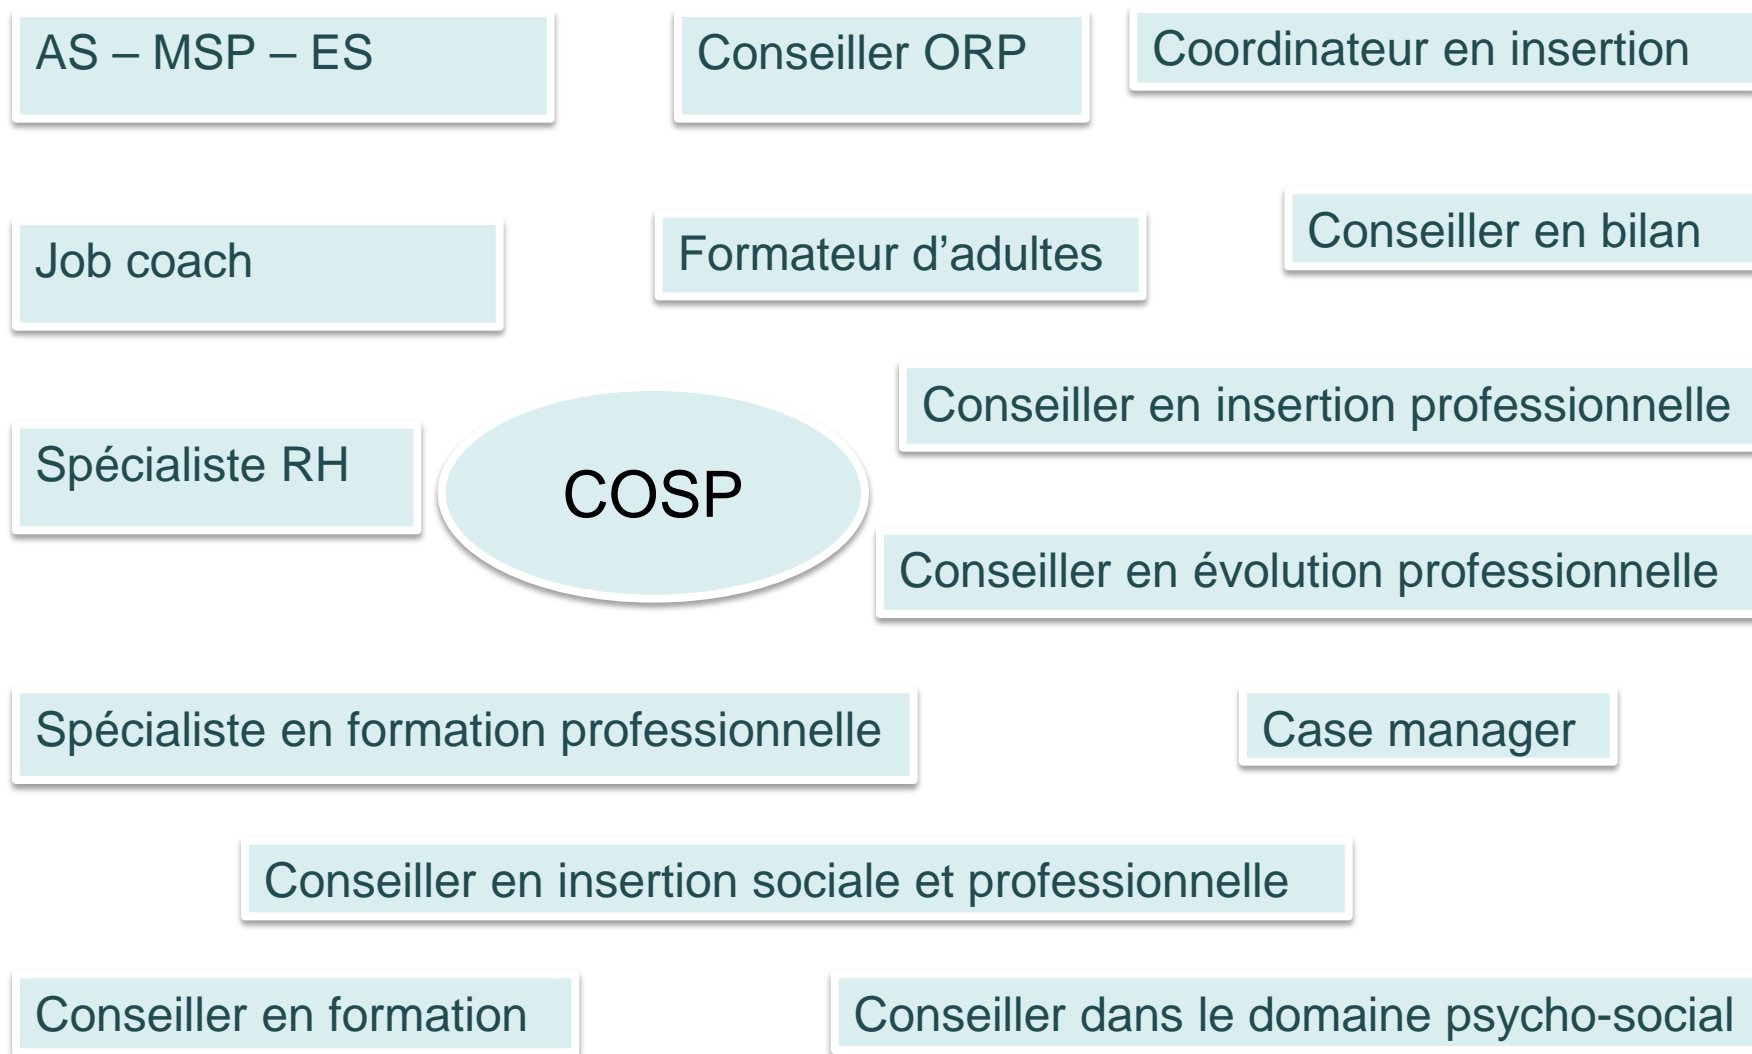 AS – MSP – ES
Conseiller ORP
Coordinateur en insertion
Job coach
Formateur d’adultes
Conseiller en bilan
Spécialiste RH
COSP
Conseiller en insertion professionnelle
Conseiller en évolution professionnelle
Spécialiste en formation professionnelle
Case manager
Conseiller en insertion sociale et professionnelle
Conseiller en formation
Conseiller dans le domaine psycho-social